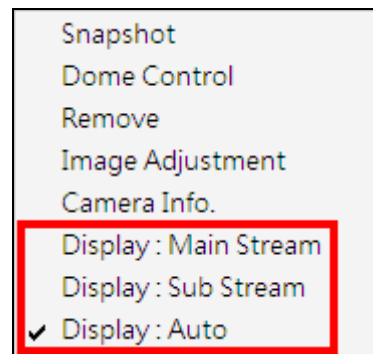 Snapshot
Dome Control
Remove
Image Adjustment
Camera Info.
Display : Main Stream
Display : Sub Stream
Display : Auto